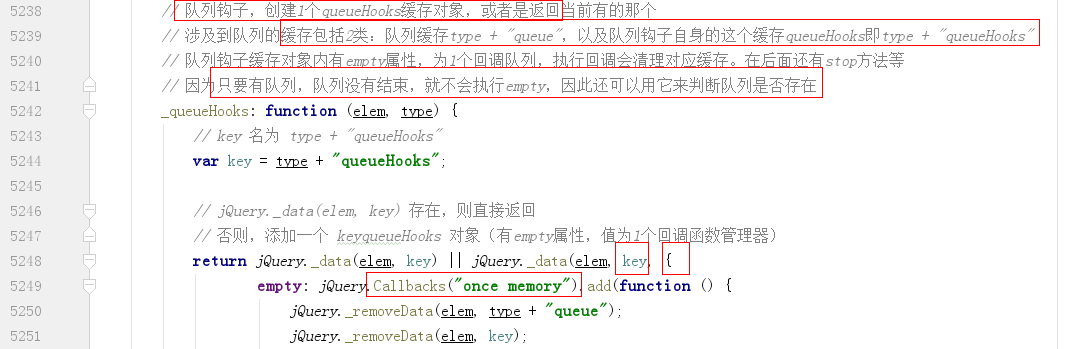 5238 // 队列钩子，创建1个queueHooks缓存对象，或者是返回当前有的那个
5239 // 涉及到队列的缓存包括2类：队列缓存type + "queue"，以及队列钩子自身的这个缓存queueHooks即type + "queueHooks"
5240 // 队列钩子缓存对象内有empty属性，为1个回调队列，执行回调会清理对应缓存。在后面还有stop方法等
5241 // 因为只要有队列，队列没有结束，就不会执行empty，因此还可以用它来判断队列是否存在
5242 _queueHooks: function (elem, type) {
5243 // key 名为 type + "queueHooks"
5244 var key = type + "queueHooks";
5245
5246 // jQuery._data(elem, key) 存在，则直接返回
5247 // 否则，添加一个 keyqueueHooks 对象（有empty属性，值为1个回调函数管理器）
5248 return jQuery._data(elem, key) || jQuery._data(elem, key, {
5249 empty: jQuery.Callbacks("once memory").add(function () {
5250 jQuery._removeData(elem, type + "queue");
5251 jQuery._removeData(elem, key);